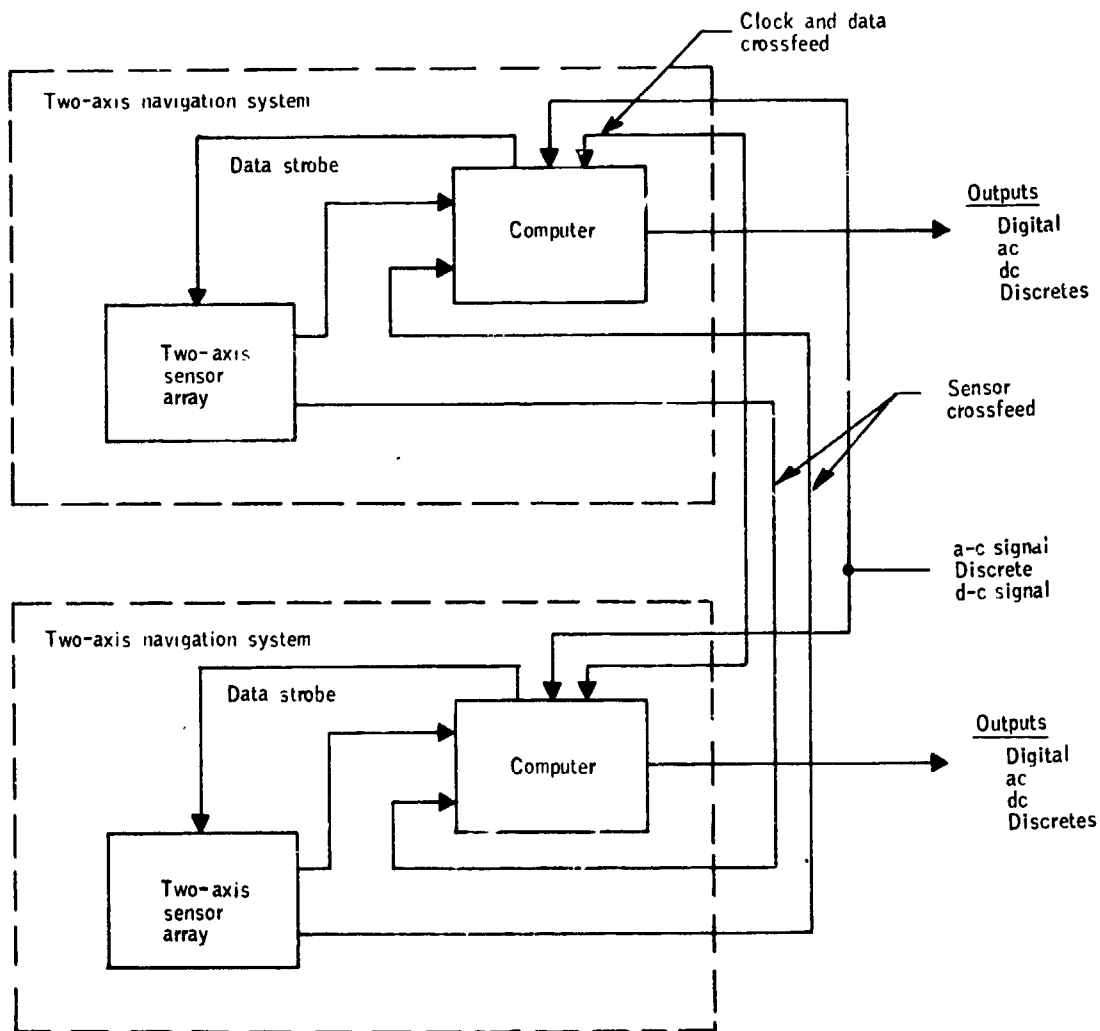 Clock and data
crossfeed
Two-axis navigation system
Data strobe
Computer
Outputs
Digital
ac
dc
Discretes
Two-axis
sensor
array
Sensor
crossfeed
a-c signal
Discrete
d-c signal
Two-axis navigation system
Data strobe
Computer
Outputs
Digital
ac
dc
Discretes
Two-axis
sensor
array